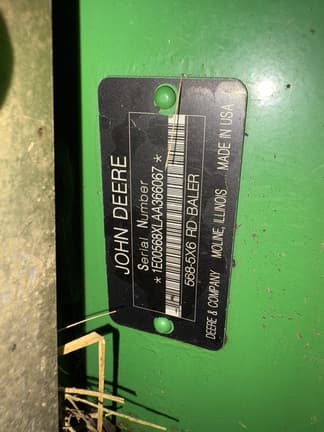 JOHN DEERE
Serial Number
*1E00568XLAA366067*
568-5X6 RD BALER
DEERE & COMPANY MOLINE, ILLINOIS MADE IN USA